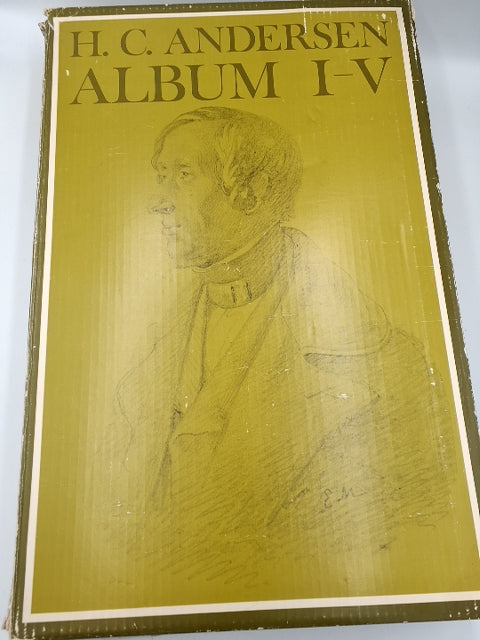 H. C. ANDERSEN
ALBUM I-V
E. M